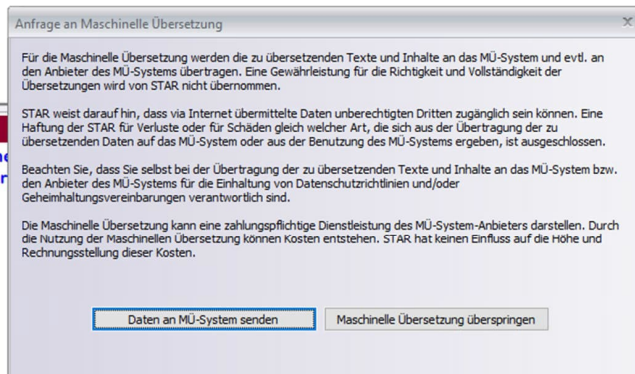 Anfrage an Maschinelle Übersetzung
Für die Maschinelle Übersetzung werden die zu übersetzenden Texte und Inhalte an das MÜ-System und evtl. an
den Anbieter des MÜ-Systems übertragen. Eine Gewährleistung für die Richtigkeit und Vollständigkeit der
Übersetzungen wird von STAR nicht übernommen.
STAR weist darauf hin, dass via Internet übermittelte Daten unberechtigten Dritten zugänglich sein können. Eine
Haftung der STAR für Verluste oder für Schäden gleich welcher Art, die sich aus der Übertragung der zu
übersetzenden Daten auf das MÜ-System oder aus der Benutzung des MÜ-Systems ergeben, ist ausgeschlossen.
Beachten Sie, dass Sie selbst bei der Übertragung der zu übersetzenden Texte und Inhalte an das MÜ-System bzw.
den Anbieter des MÜ-Systems für die Einhaltung von Datenschutzrichtlinien und/oder
Geheimhaltungsvereinbarungen verantwortlich sind.
Die Maschinelle Übersetzung kann eine zahlungspflichtige Dienstleistung des MÜ-System-Anbieters darstellen. Durch
die Nutzung der Maschinellen Übersetzung können Kosten entstehen. STAR hat keinen Einfluss auf die Höhe und
Rechnungsstellung dieser Kosten.
Daten an MÜ-System senden
Maschinelle Übersetzung überspringen